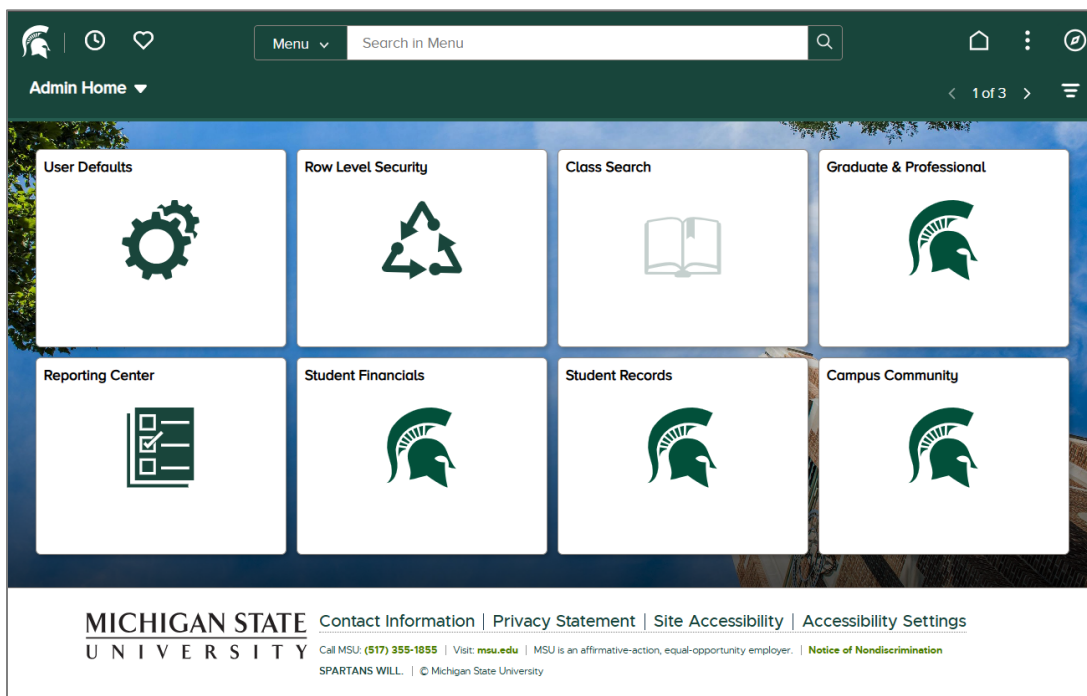 Menu
Search in Menu
Admin Home
1 of 3
User Defaults
Row Level Security
Class Search
Graduate & Professional
Reporting Center
Student Financials
Student Records
Campus Community
MICHIGAN STATE
UNIVERSITY
Contact Information | Privacy Statement | Site Accessibility | Accessibility Settings
Call MSU: (517) 355-1855 | Visit: msu.edu | MSU is an affirmative-action, equal-opportunity employer. | Notice of Nondiscrimination
SPARTANS WILL. | © Michigan State University